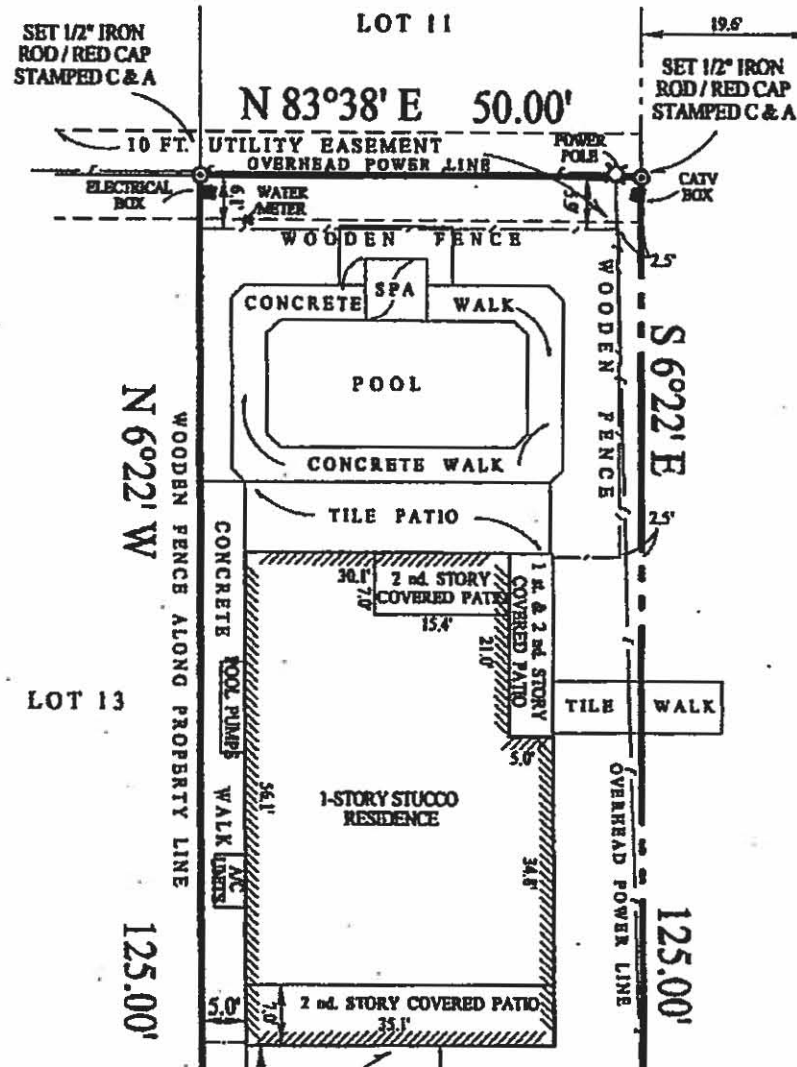 LOT 11
19.6'
SET 1/2" IRON
ROD / RED CAP
STAMPED C & A
SET 1/2" IRON
ROD / RED CAP
STAMPED C & A
N 83°38' E 50.00'
10 FT. UTILITY EASEMENT
OVERHEAD POWER LINE
POWER
POLE
ELECTRICAL
BOX
6.1'
WATER
METER
CATV
BOX
WOODEN FENCE
2.5'
CONCRETE
SPA
WALK
WOODEN FENCE
S 6°22' E
POOL
N 6°22' W
WOODEN FENCE ALONG PROPERTY LINE
CONCRETE WALK
TILE PATIO
2.5'
CONCRETE WALK
30.1'
7.0'
2 nd. STORY
COVERED PATIO
15.4'
21.0'
1 st. & 2 nd. STORY
COVERED PATIO
LOT 13
POOL PUMPS
TILE WALK
5.0'
56.1'
1-STORY STUCCO
RESIDENCE
OVERHEAD POWER LINE
A/C
UNITS
34.8'
125.00'
125.00'
5.0'
7.0'
2 nd. STORY COVERED PATIO
35.1'